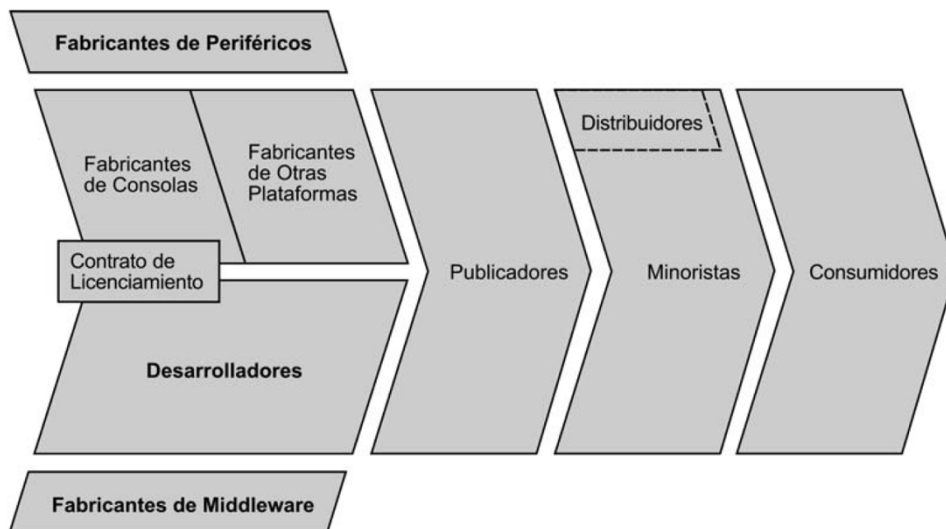 Fabricantes de Periféricos
Fabricantes
de Consolas
Fabricantes
de Otras
Plataformas
Distribuidores
Contrato de
Licenciamiento
Publicadores
Minoristas
Consumidores
Desarrolladores
Fabricantes de Middleware